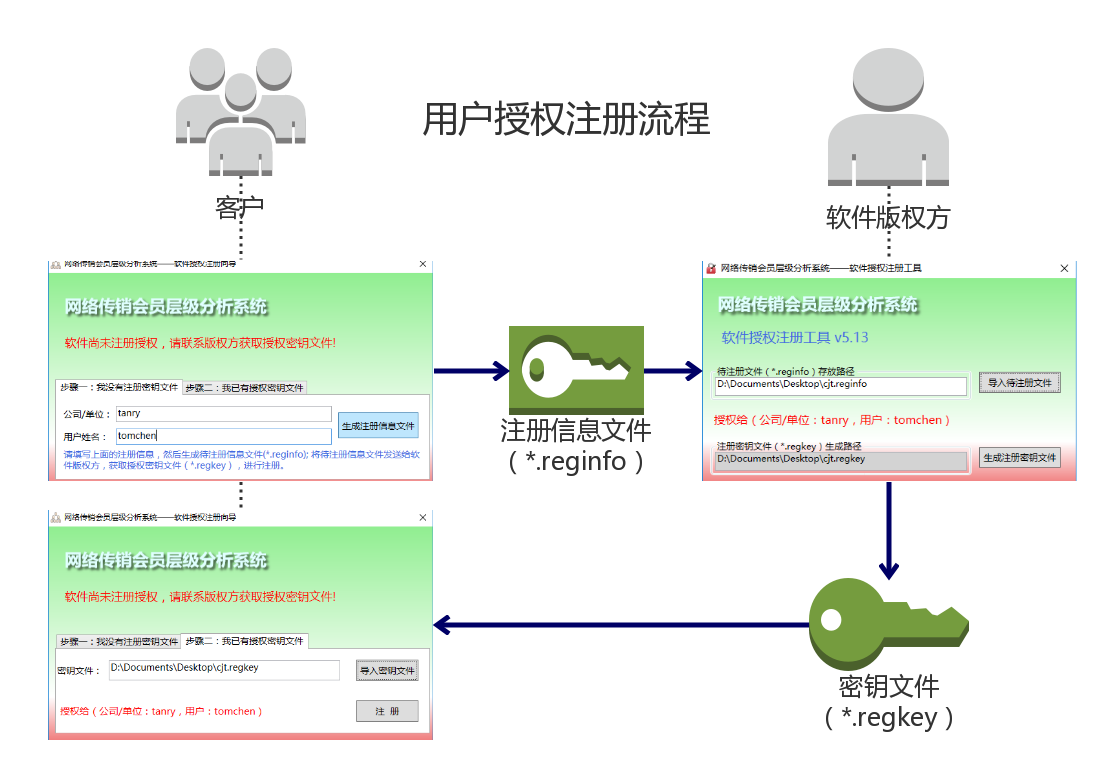 用户授权注册流程
客户
软件版权方
网络传销会员层级分析系统——软件授权注册向导
网络传销会员层级分析系统
软件尚未注册授权，请联系版权方获取授权密钥文件!
步骤一：我没有注册密钥文件
步骤二：我已有授权密钥文件
公司/单位：
tanry
用户姓名：
tomchen
生成注册信息文件
请填写上面的注册信息，然后生成待注册信息文件(*.reginfo); 将待注册信息文件发送给软
件版权方，获取授权密钥文件（*.regkey），进行注册。
注册信息文件
（*.reginfo）
网络传销会员层级分析系统——软件授权注册工具
网络传销会员层级分析系统
软件授权注册工具 v5.13
待注册文件（*.reginfo）存放路径
D:\Documents\Desktop\cjt.reginfo
导入待注册文件
授权给（公司/单位：tanry，用户：tomchen）
注册密钥文件（*.regkey）生成路径
D:\Documents\Desktop\cjt.regkey
生成注册密钥文件
密钥文件
（*.regkey）
网络传销会员层级分析系统——软件授权注册向导
网络传销会员层级分析系统
软件尚未注册授权，请联系版权方获取授权密钥文件!
步骤一：我没有注册密钥文件
步骤二：我已有授权密钥文件
密钥文件：
D:\Documents\Desktop\cjt.regkey
导入密钥文件
授权给（公司/单位：tanry，用户：tomchen）
注 册